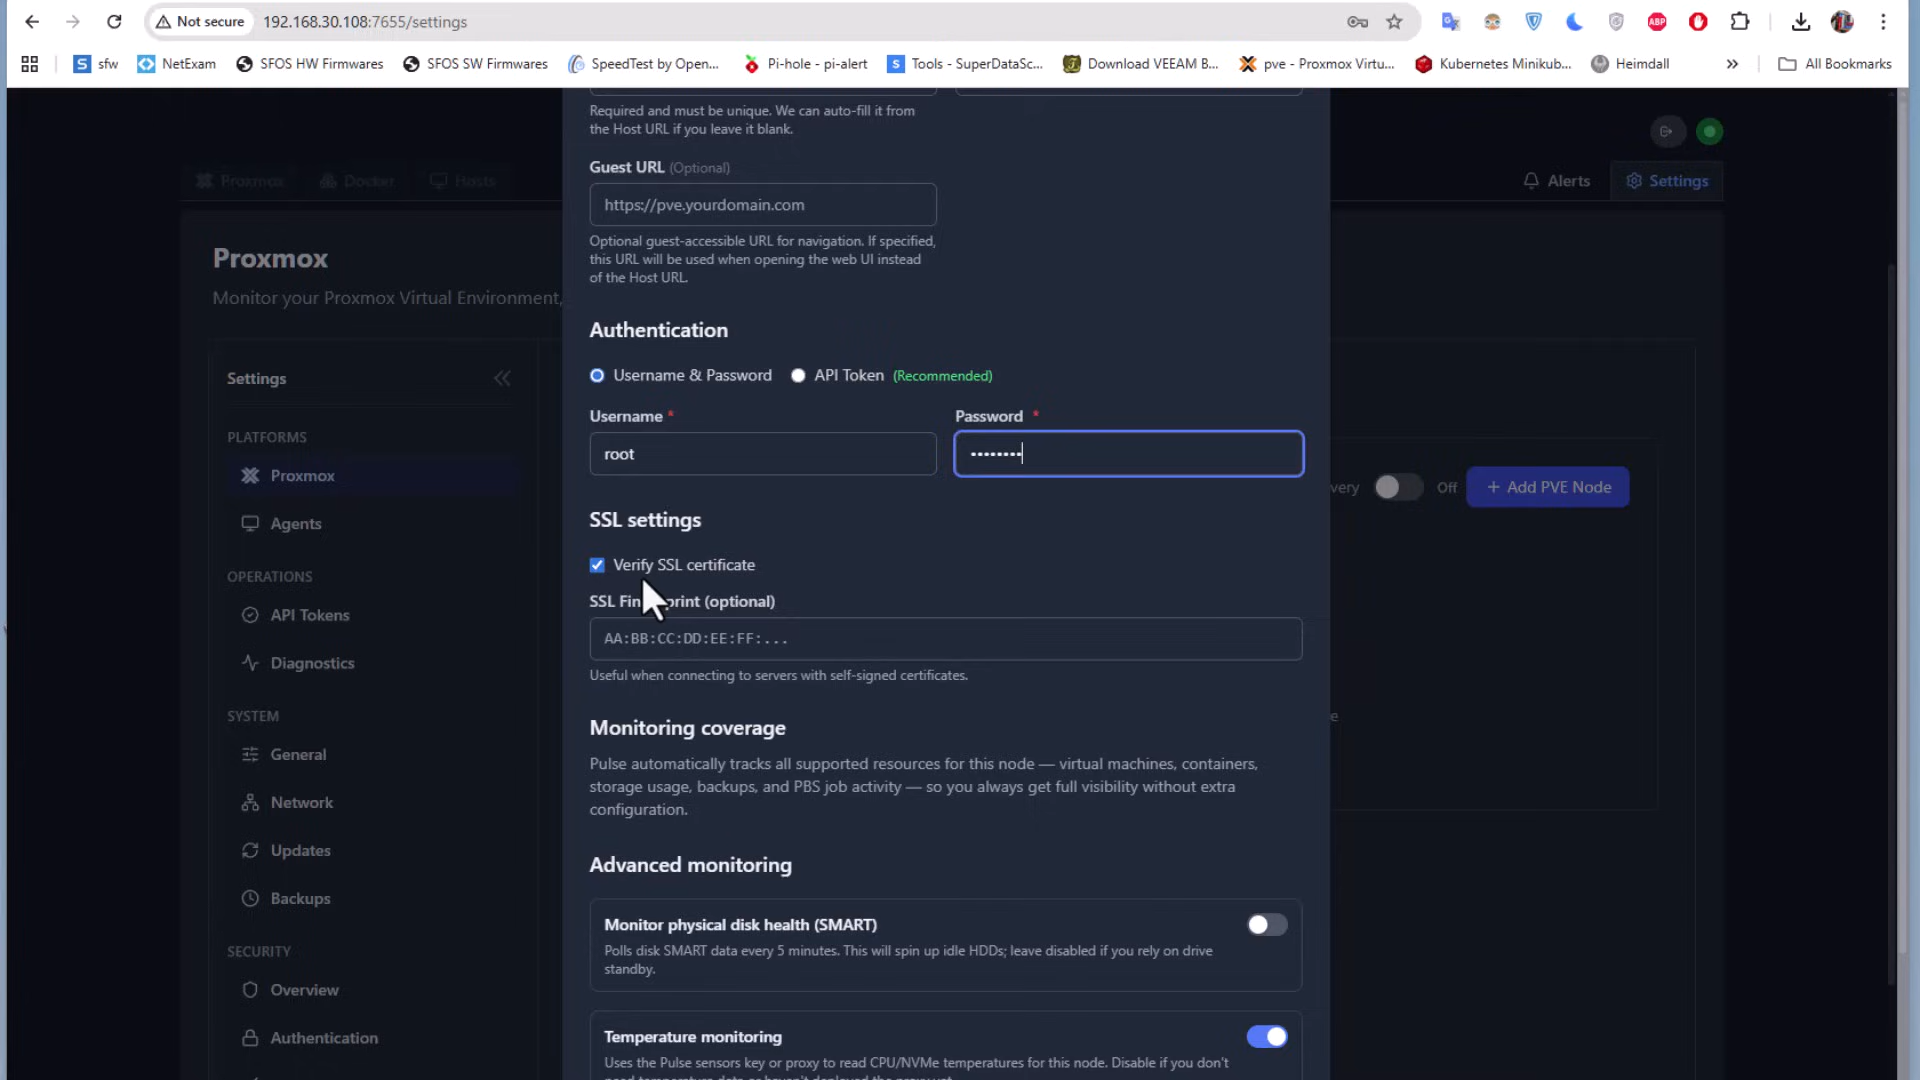 Not secure
192.168.30.108:7655/settings
sfw
NetExam
SFOS HW Firmwares
SFOS SW Firmwares
SpeedTest by Open...
Pi-hole - pi-alert
Tools - SuperDataSc...
Download VEEAM B...
pve - Proxmox Virtu...
Kubernetes Minikub...
Heimdall
All Bookmarks
ABP
Required and must be unique. We can auto-fill it from
the Host URL if you leave it blank.
Proxmox
Docker
Hosts
Alerts
Settings
Guest URL (Optional)
https://pve.yourdomain.com
Optional guest-accessible URL for navigation. If specified,
this URL will be used when opening the web UI instead
of the Host URL.
Proxmox
Monitor your Proxmox Virtual Environment,
Authentication
Username & Password
API Token (Recommended)
Username *
Password *
root
••••••••
SSL settings
Verify SSL certificate
SSL Fin print (optional)
AA:BB:CC:DD:EE:FF:...
Useful when connecting to servers with self-signed certificates.
Monitoring coverage
Pulse automatically tracks all supported resources for this node — virtual machines, containers,
storage usage, backups, and PBS job activity — so you always get full visibility without extra
configuration.
Advanced monitoring
Monitor physical disk health (SMART)
Polls disk SMART data every 5 minutes. This will spin up idle HDDs; leave disabled if you rely on drive
standby.
Temperature monitoring
Uses the Pulse sensors key or proxy to read CPU/NVMe temperatures for this node. Disable if you don't
Settings
PLATFORMS
Proxmox
Agents
OPERATIONS
API Tokens
Diagnostics
SYSTEM
General
Network
Updates
Backups
SECURITY
Overview
Authentication
very
Off
+ Add PVE Node
e